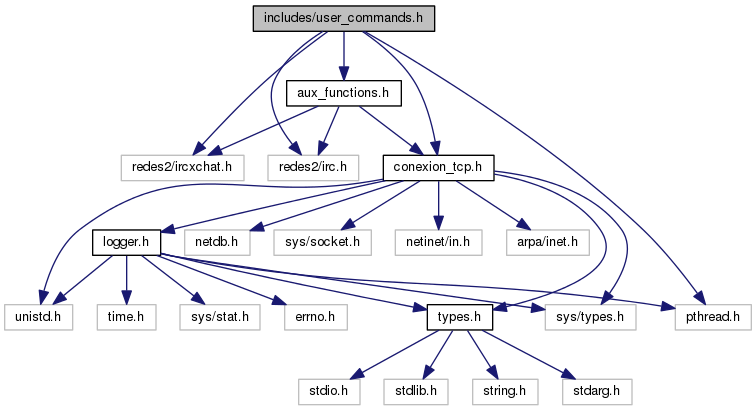 includes/user_commands.h
aux_functions.h
redes2/ircxchat.h
redes2/irc.h
conexion_tcp.h
logger.h
netdb.h
sys/socket.h
netinet/in.h
arpa/inet.h
unistd.h
time.h
sys/stat.h
errno.h
types.h
sys/types.h
pthread.h
stdio.h
stdlib.h
string.h
stdarg.h